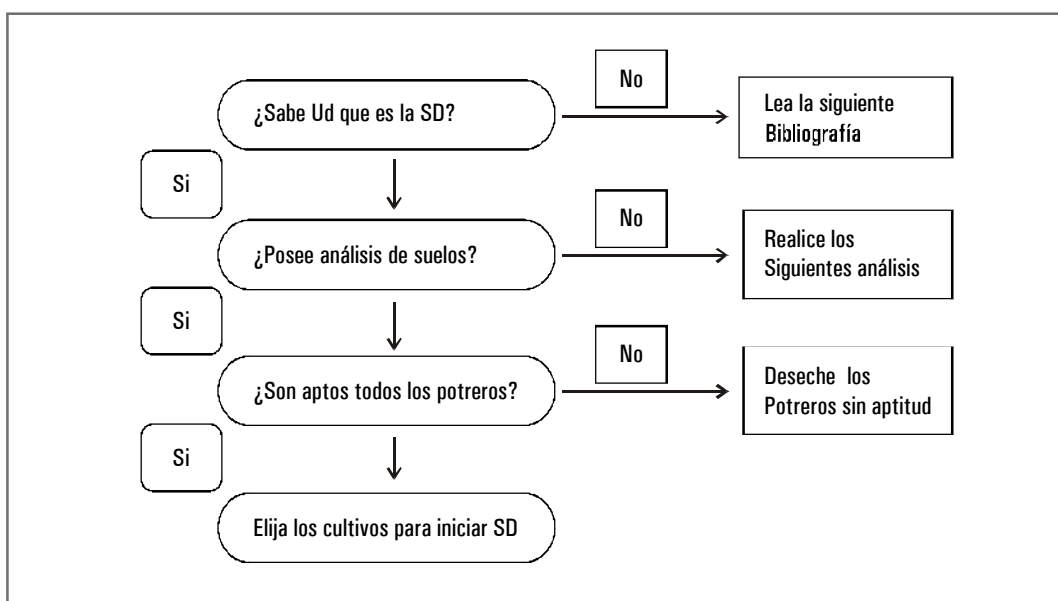 ¿Sabe Ud que es la SD?
No
Lea la siguiente
Bibliografía
Si
¿Posee análisis de suelos?
No
Realice los
Siguientes análisis
Si
¿Son aptos todos los potreros?
No
Deseche los
Potreros sin aptitud
Si
Elija los cultivos para iniciar SD